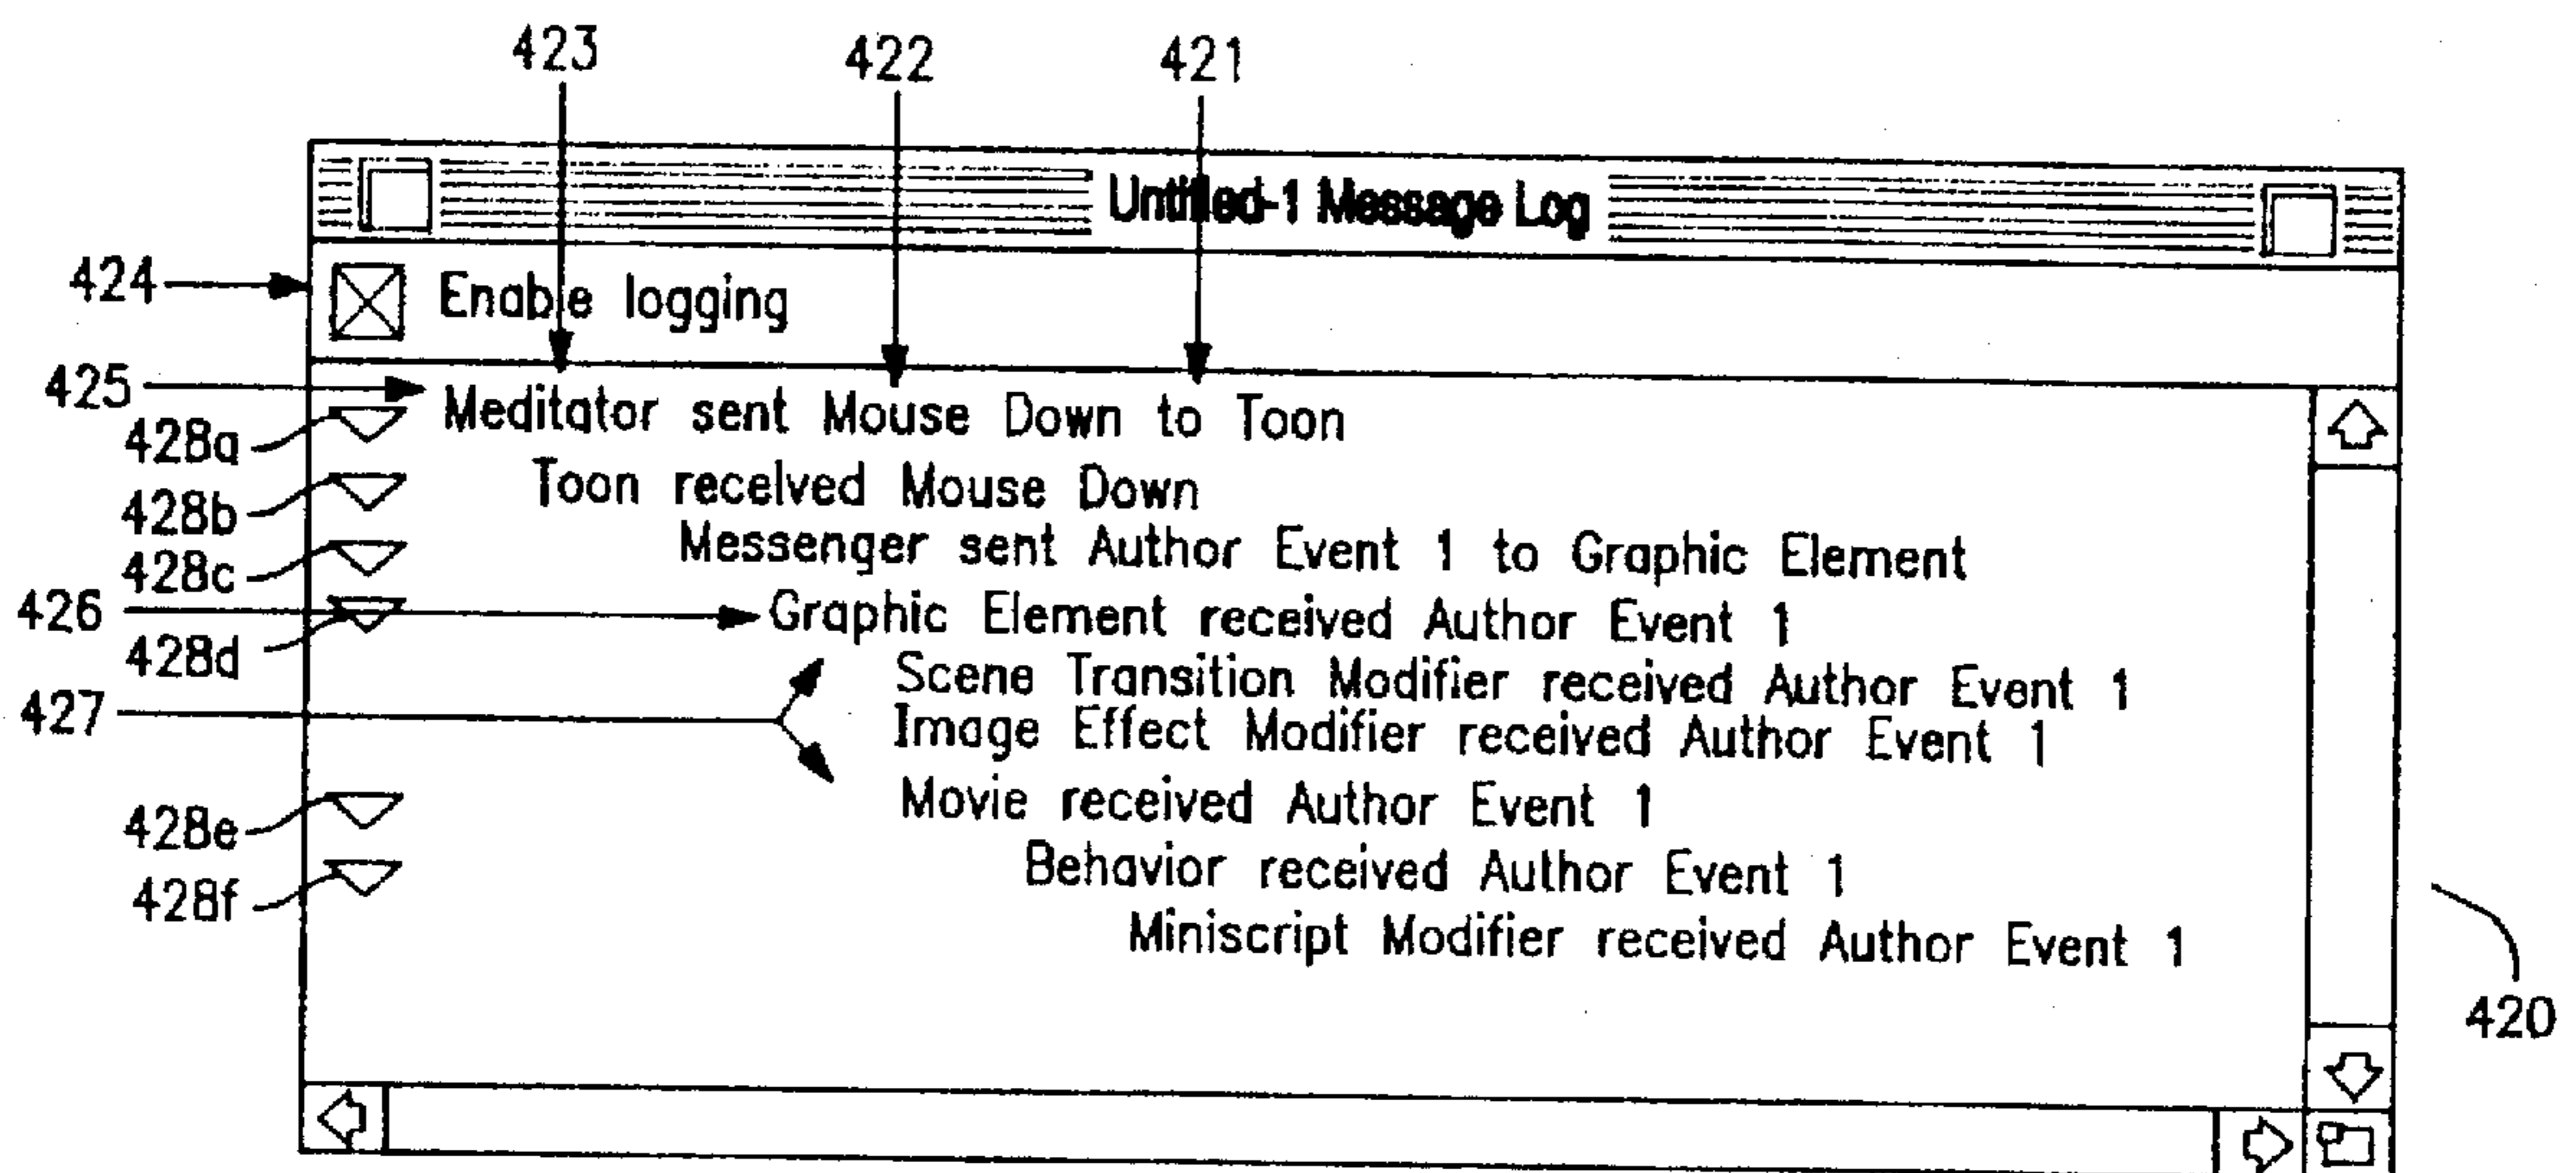 423 422 421
Untitled-1 Message Log
424 Enable logging
425 Meditator sent Mouse Down to Toon
428a
Toon received Mouse Down
428b
Messenger sent Author Event 1 to Graphic Element
428c
426 Graphic Element received Author Event 1
428d
Scene Transition Modifier received Author Event 1
427
Image Effect Modifier received Author Event 1
Movie received Author Event 1
428e
Behavior received Author Event 1
428f
Miniscript Modifier received Author Event 1
420